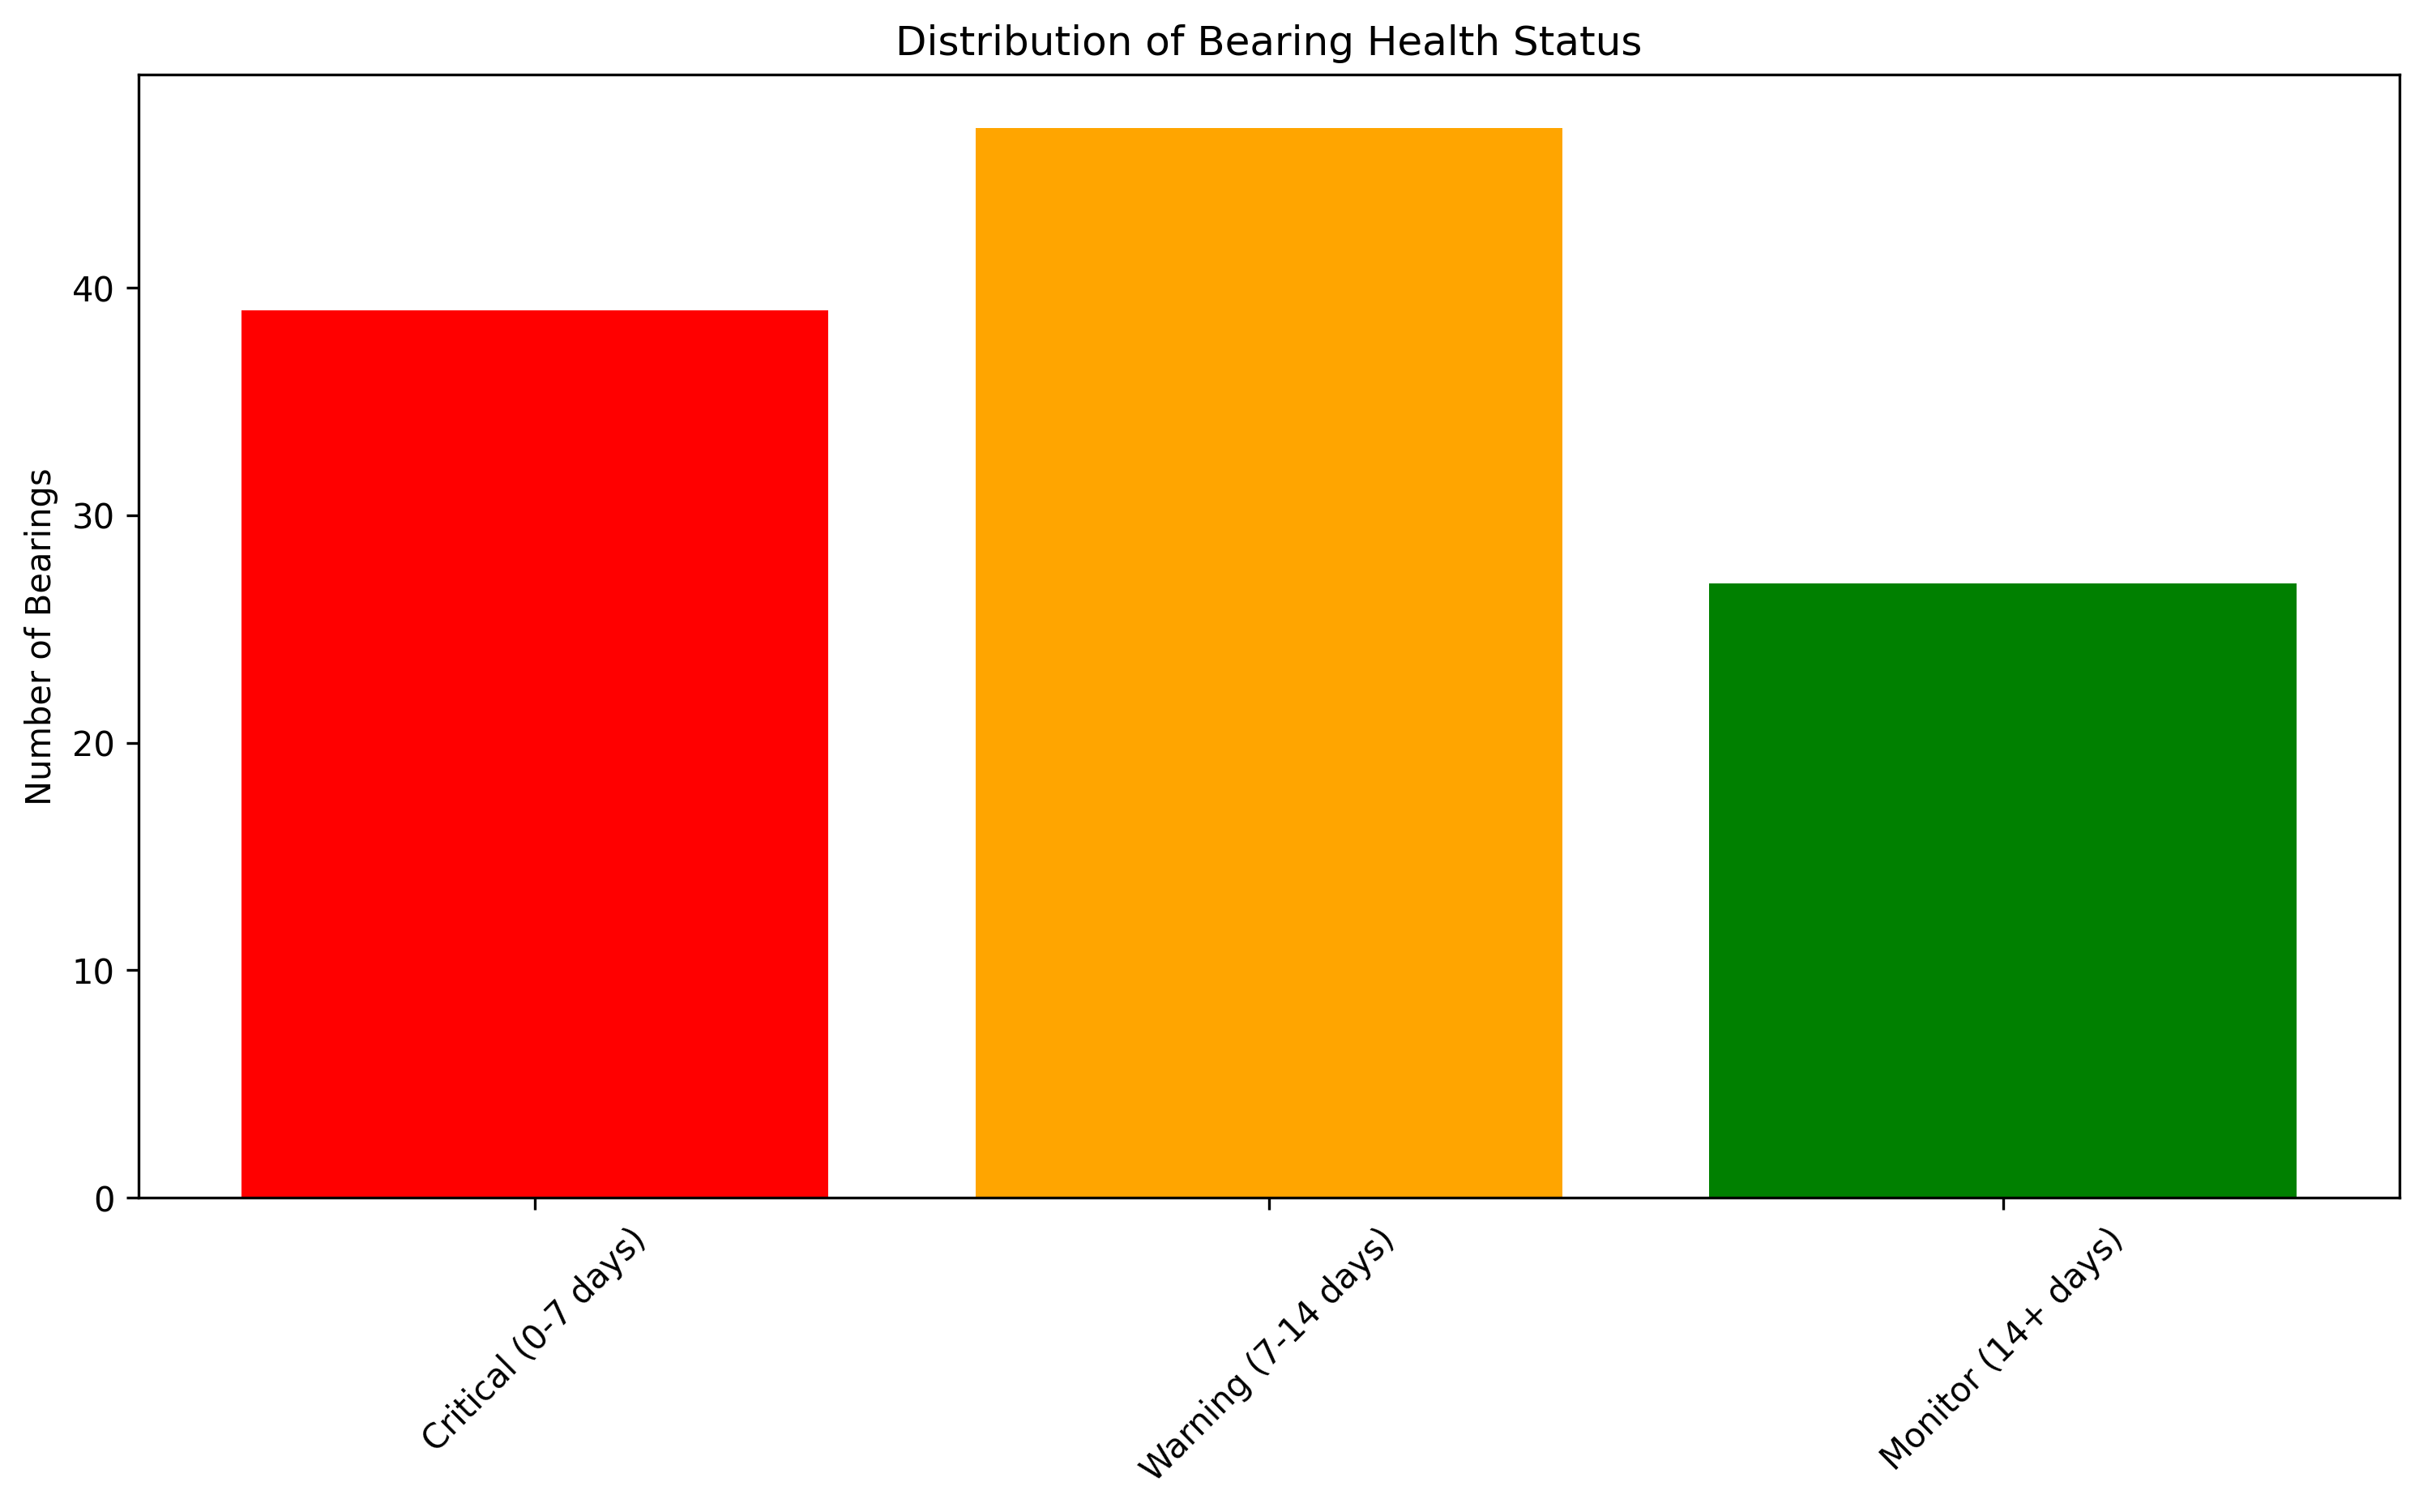 Distribution of Bearing Health Status
Number of Bearings
40
30
20
10
0
Critical (0-7 days)
Warning (7-14 days)
Monitor (14+ days)